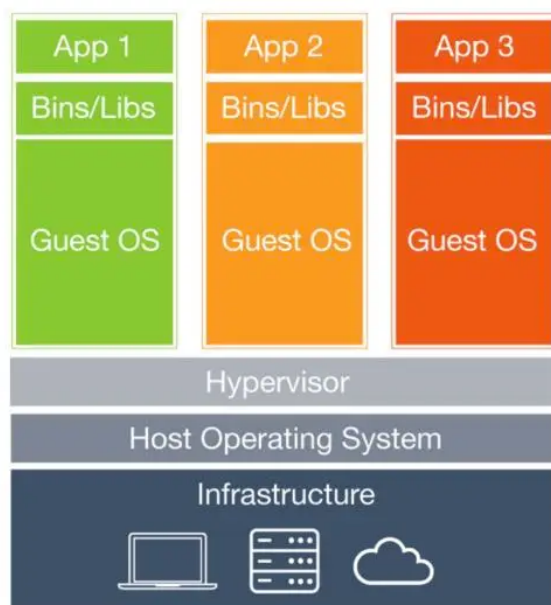 App 1
App 2
App 3
Bins/Libs
Bins/Libs
Bins/Libs
Guest OS
Guest OS
Guest OS
Hypervisor
Host Operating System
Infrastructure